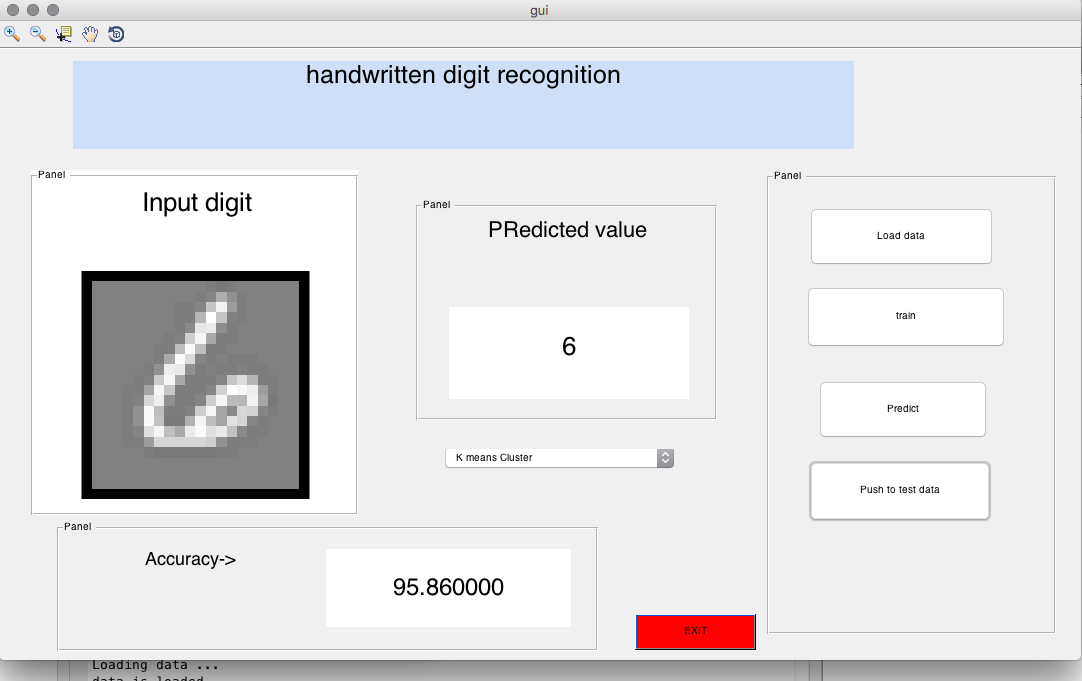 gui
handwritten digit recognition
Panel
Input digit
Panel
PRedicted value
6
K means Cluster
Panel
Load data
train
Predict
Push to test data
Panel
Accuracy->
95.860000
EXIT
Loading data ...
data is loaded